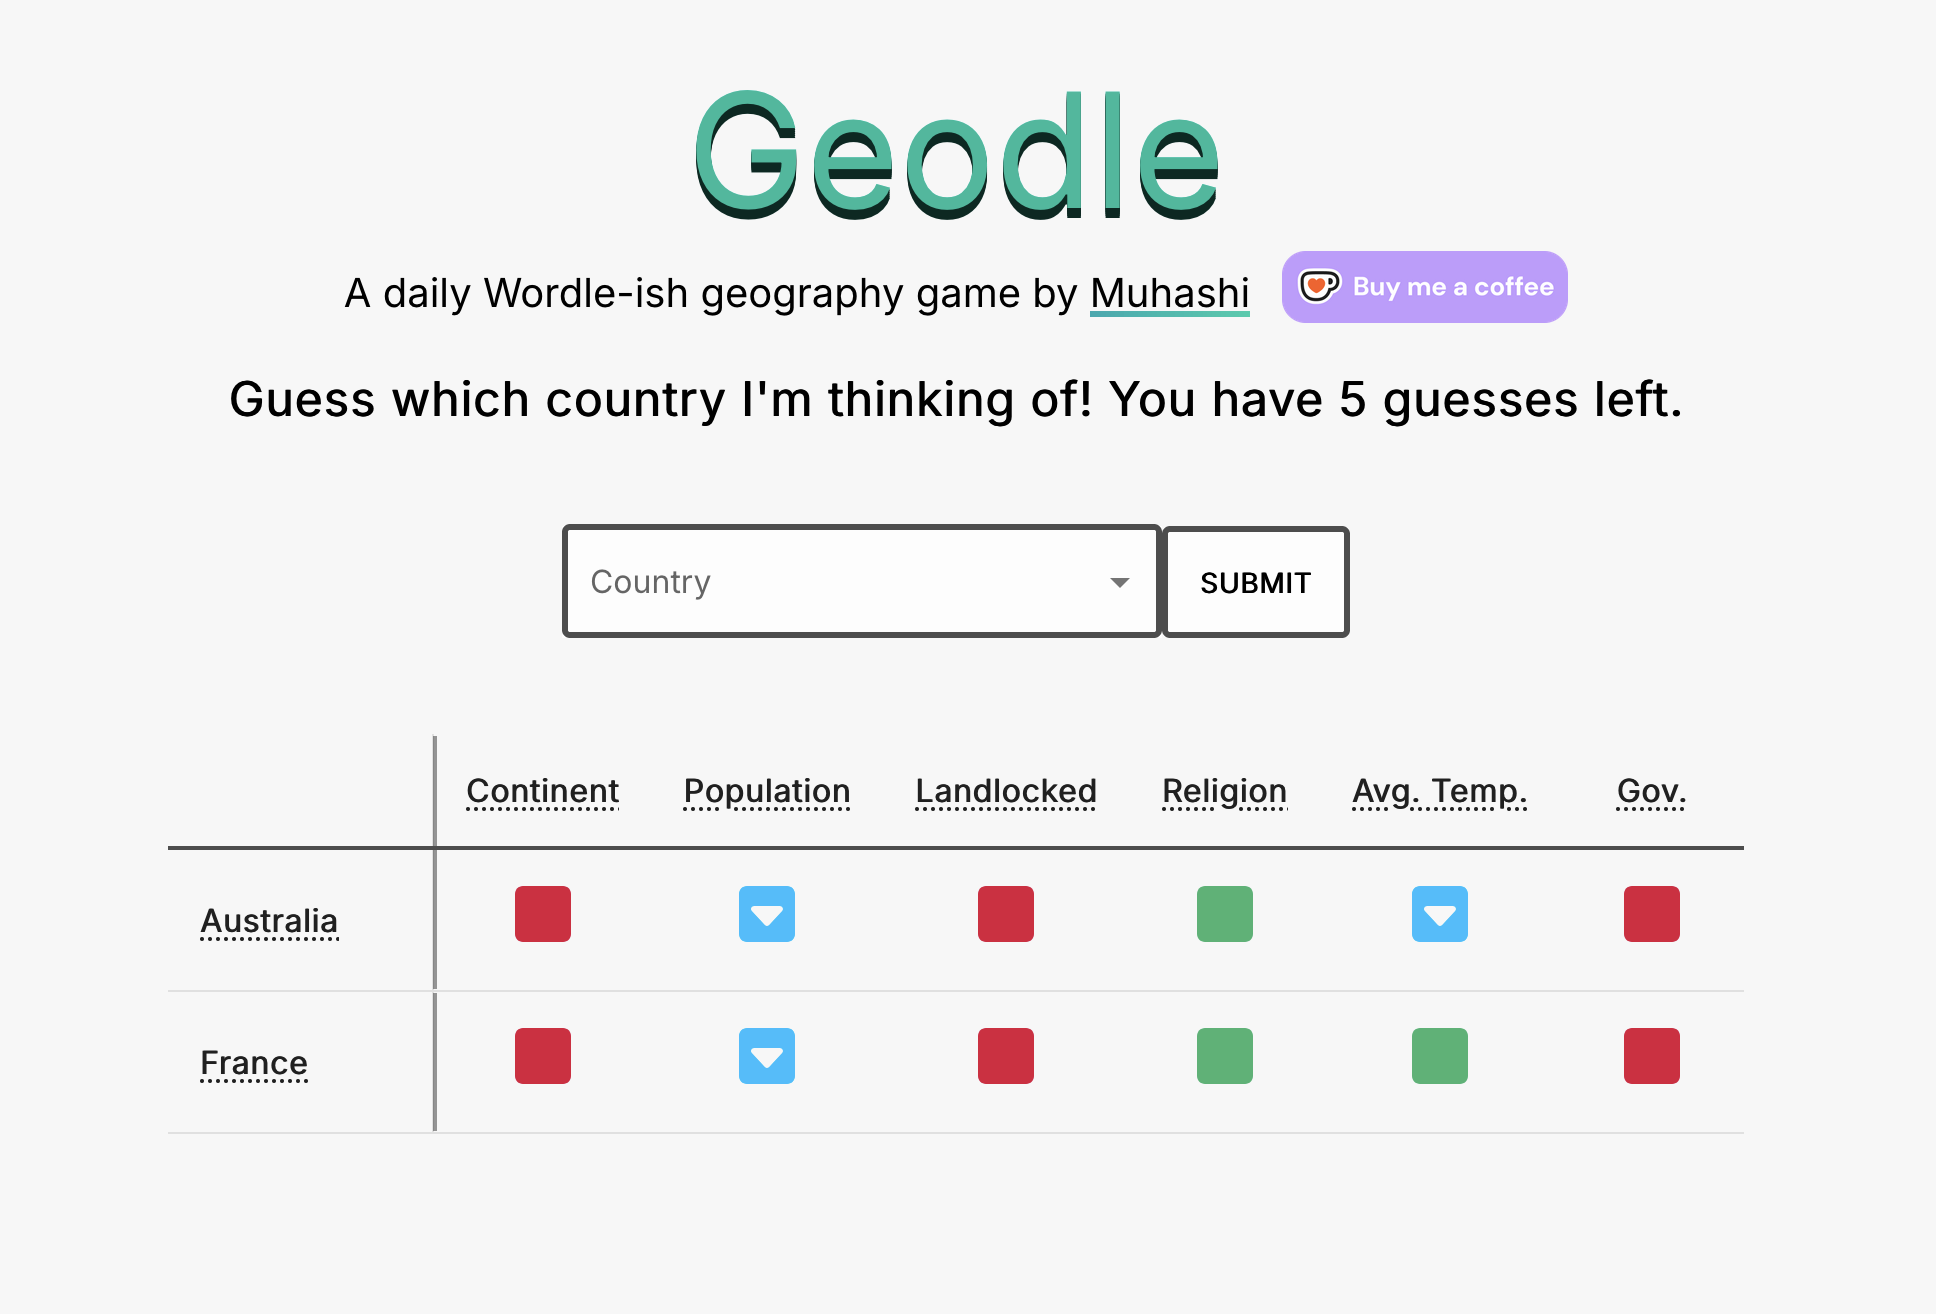 Geodle
A daily Wordle-ish geography game by Muhashi Buy me a coffee
Guess which country I'm thinking of! You have 5 guesses left.
Country SUBMIT
Continent Population Landlocked Religion Avg. Temp. Gov.
Australia
France